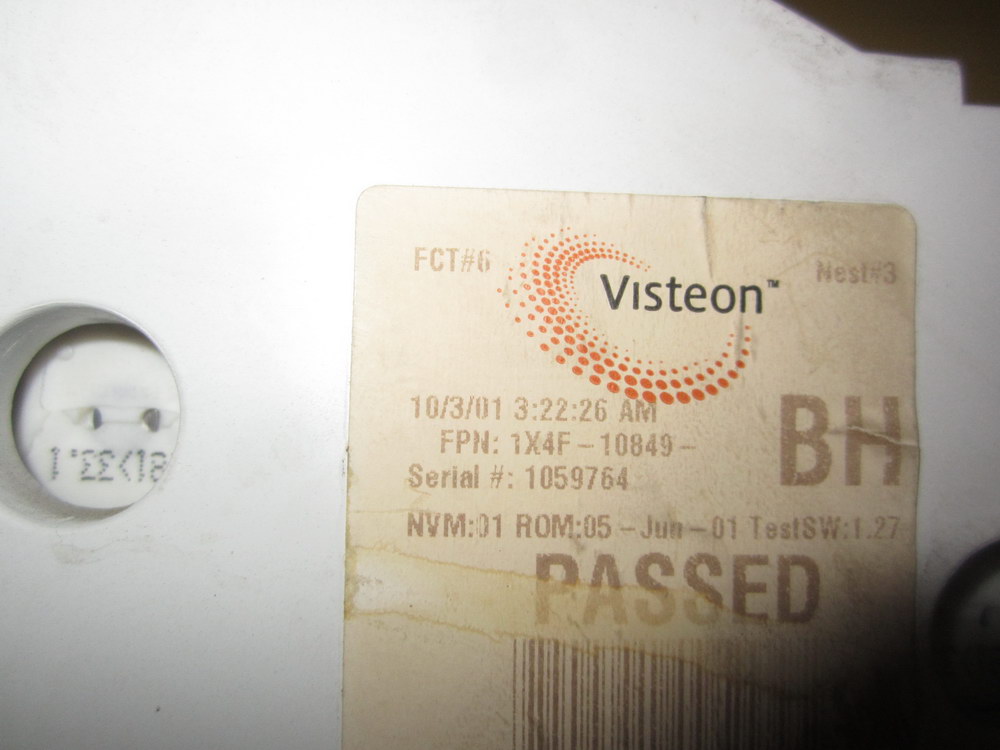 FCT#6
Visteon™
Nest#3
10/3/01 3:22:26 AM
BH
FPN: 1X4F-10849-
Serial #: 1059764
NVM:01 ROM:05-Jun-01 TestSW:1.27
PASSED